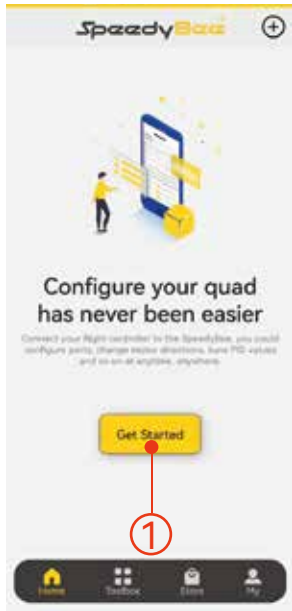 SpeedyBee
Configure your quad
has never been easier
Connect your flight controller to the SpeedyBee, you could
configure ports, change motor directions, tune PID values
and so on at anytime, anywhere.
Get Started
1
Home Toolbox Store My